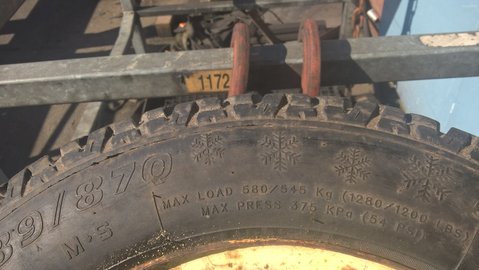 1172
89/87Q
M·S
MAX LOAD 580/545 Kg (1280/1200 LBS)
MAX PRESS 375 KPa (54 PSI)